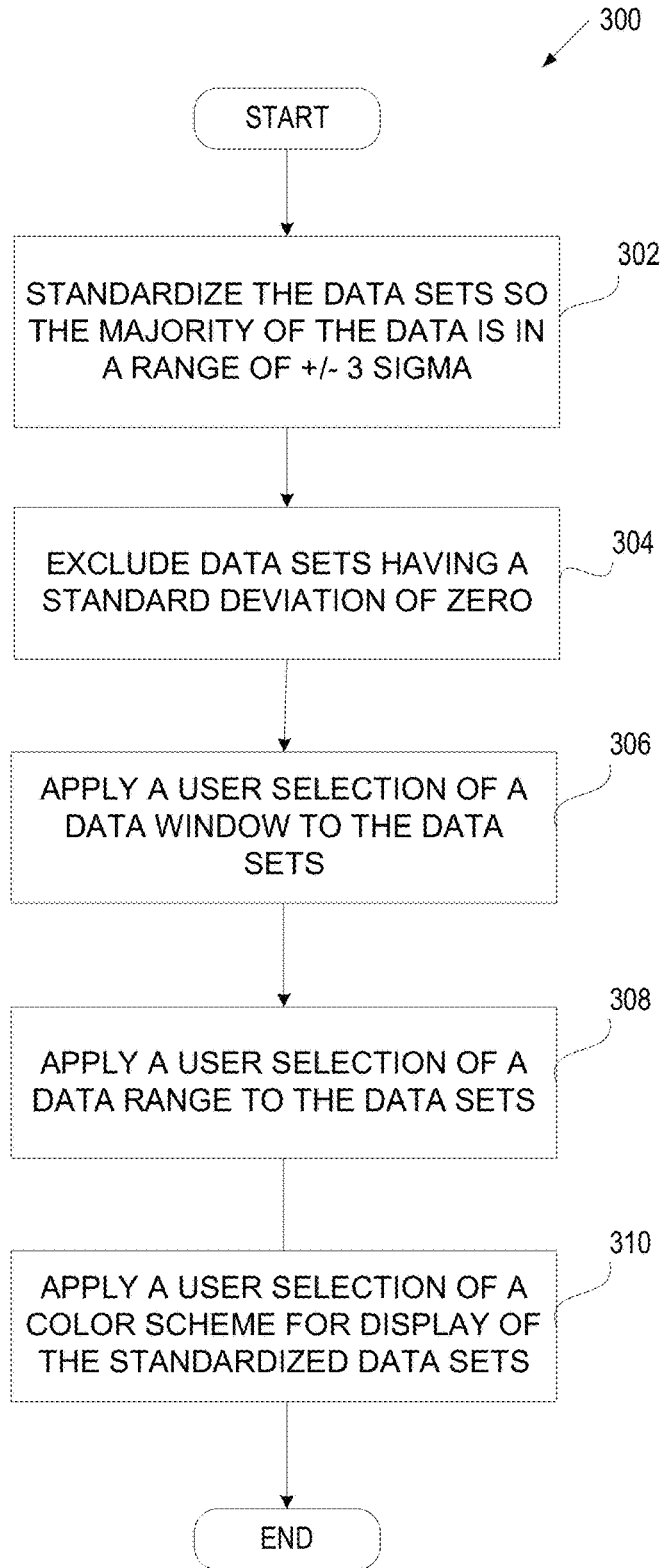 300
START
302
STANDARDIZE THE DATA SETS SO
THE MAJORITY OF THE DATA IS IN
A RANGE OF +/- 3 SIGMA
304
EXCLUDE DATA SETS HAVING A
STANDARD DEVIATION OF ZERO
306
APPLY A USER SELECTION OF A
DATA WINDOW TO THE DATA
SETS
308
APPLY A USER SELECTION OF A
DATA RANGE TO THE DATA SETS
310
APPLY A USER SELECTION OF A
COLOR SCHEME FOR DISPLAY OF
THE STANDARDIZED DATA SETS
END